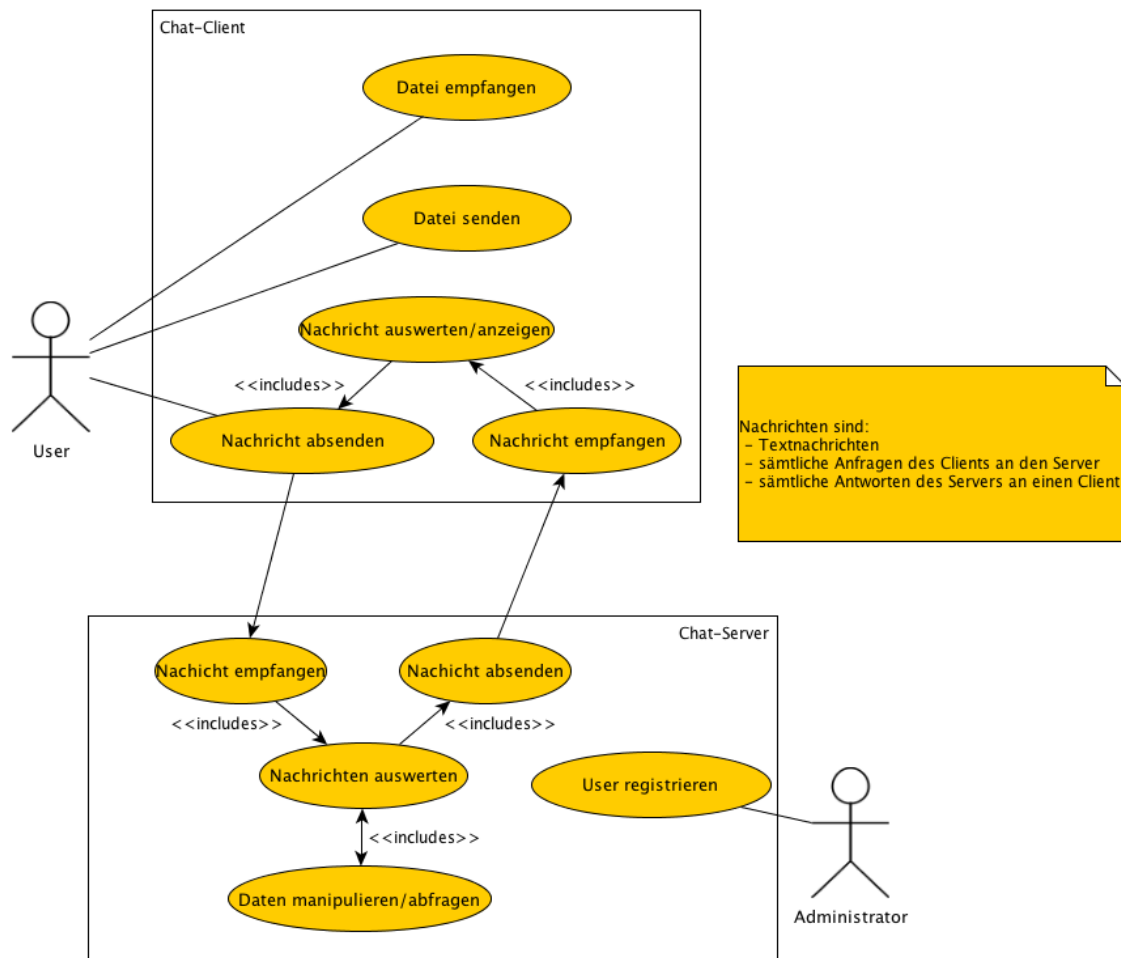 Chat-Client
Datei empfangen
Datei senden
Nachricht auswerten/anzeigen
<<includes>>
<<includes>>
Nachricht absenden
Nachricht empfangen
User
Nachrichten sind:
- Textnachrichten
- sämtliche Anfragen des Clients an den Server
- sämtliche Antworten des Servers an einen Client
Chat-Server
Nachicht empfangen
Nachicht absenden
<<includes>>
<<includes>>
Nachrichten auswerten
User registrieren
<<includes>>
Daten manipulieren/abfragen
Administrator